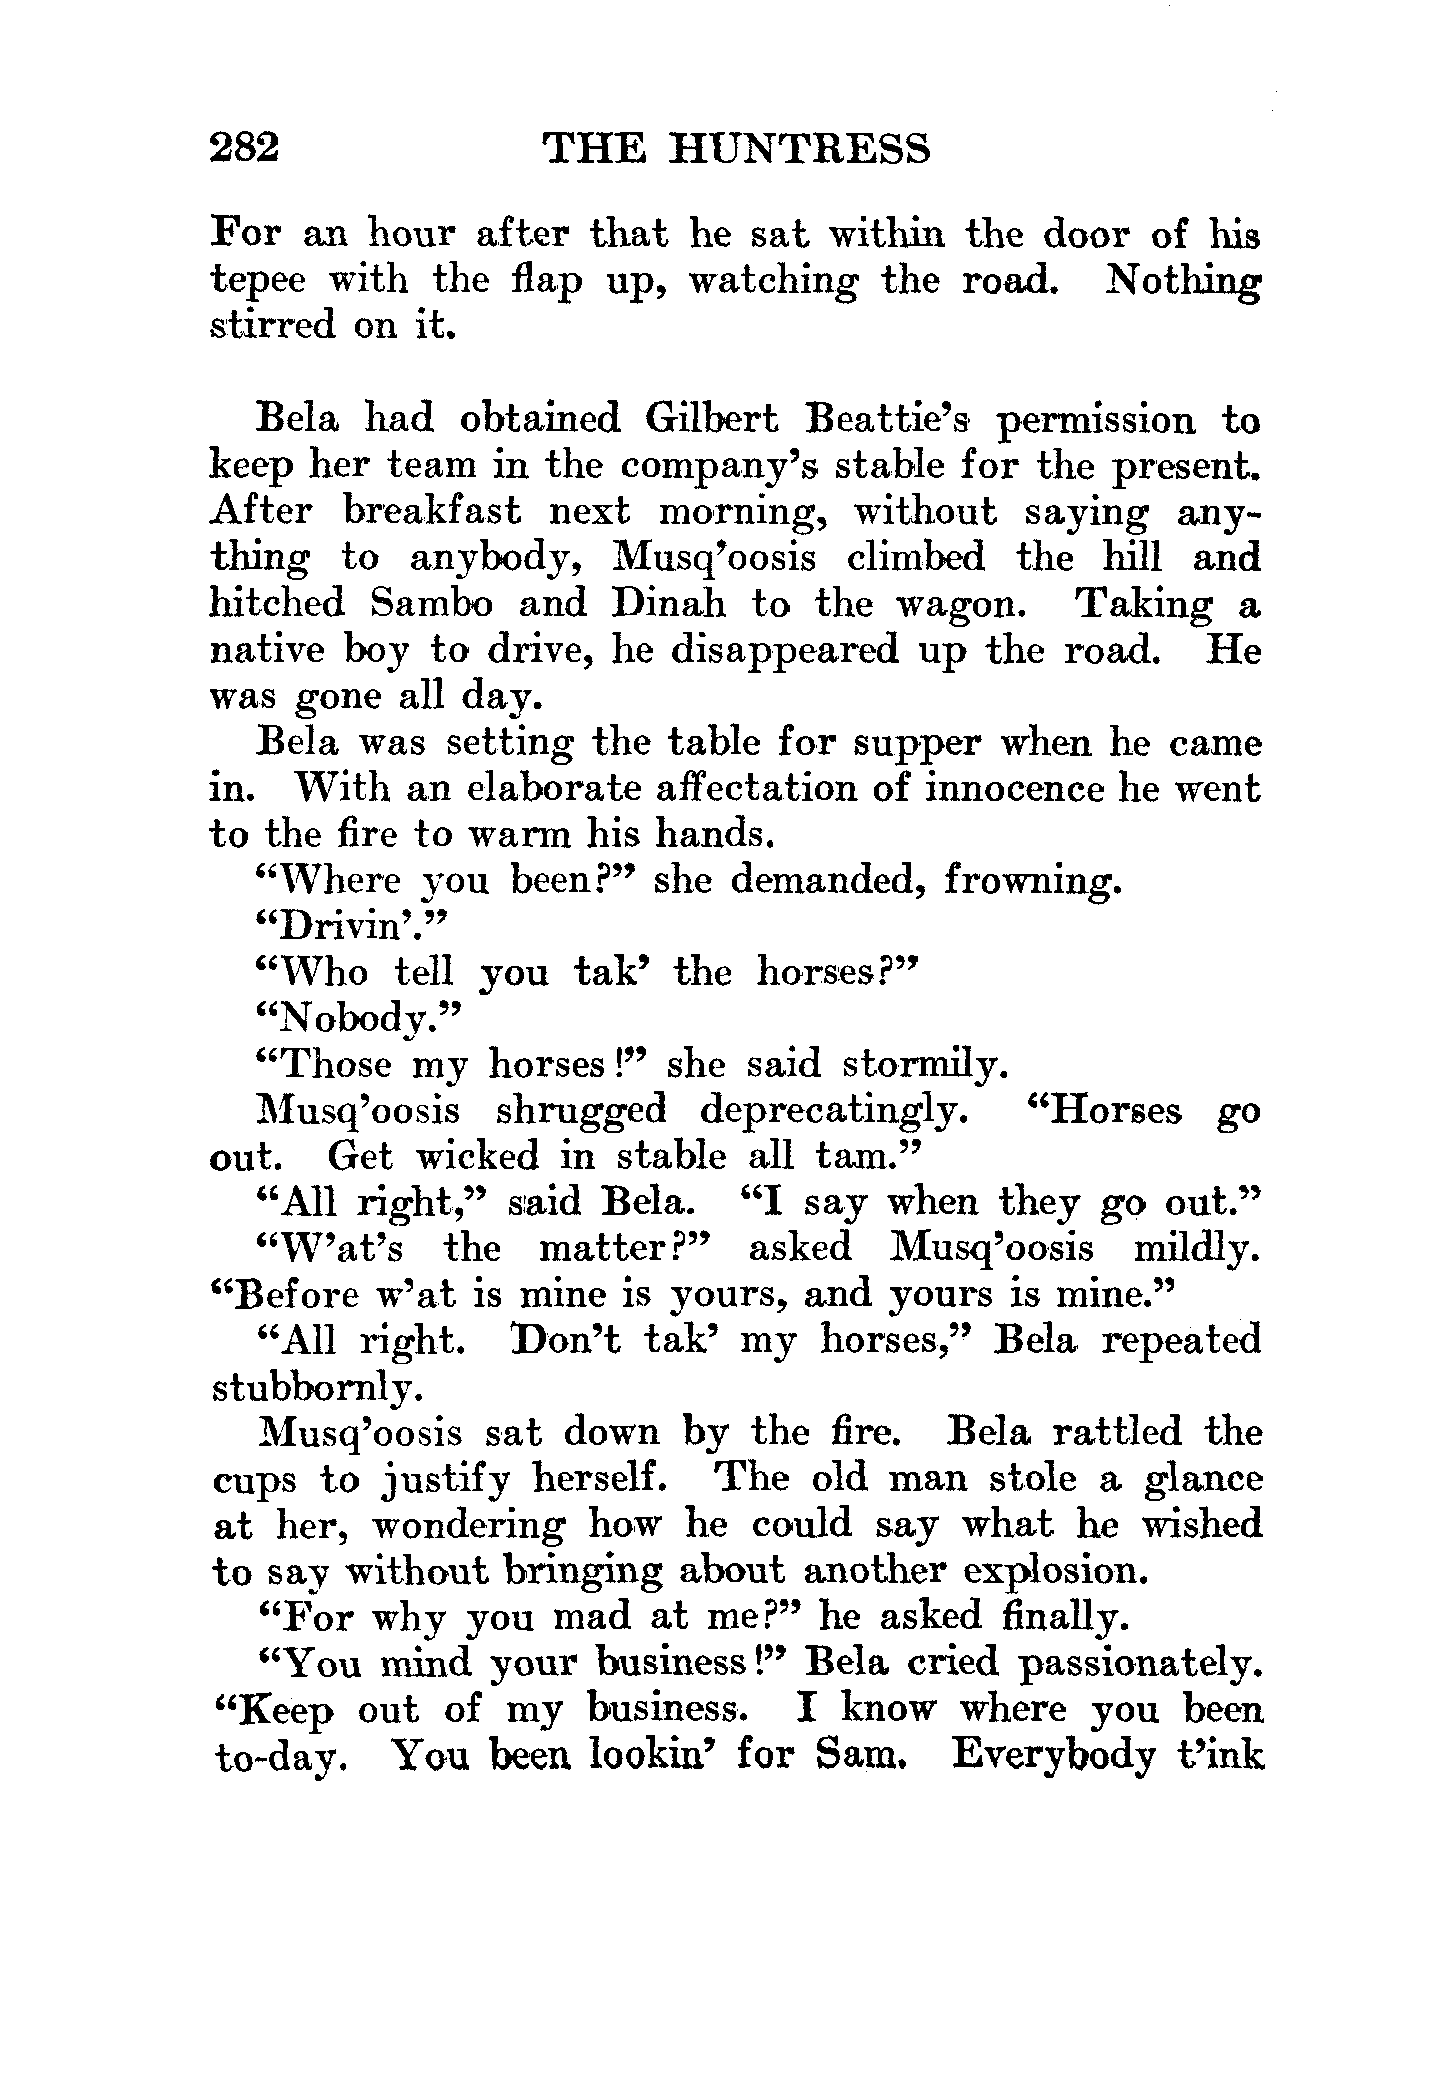 282 THE HUNTRESS
For an hour after that he sat within the door of his
tepee with the flap up, watching the road. Nothing
stirred on it.
Bela had obtained Gilbert Beattie's permission to
keep her team in the company's stable for the present.
After breakfast next morning, without saying any-
thing to anybody, Musq'oosis climbed the hill and
hitched Sambo and Dinah to the wagon. Taking a
native boy to drive, he disappeared up the road. He
was gone all day.
Bela was setting the table for supper when he came
in. With an elaborate affectation of innocence he went
to the fire to warm his hands.
“Where you been?” she demanded, frowning.
“Drivin’.”
“Who tell you tak’ the horses?”
“Nobody.”
“Those my horses!” she said stormily.
Musq’oosis shrugged deprecatingly. “Horses go
out. Get wicked in stable all tam.”
“All right,” said Bela. “I say when they go out.”
“W’at’s the matter?” asked Musq’oosis mildly.
“Before w’at is mine is yours, and yours is mine.”
“All right. Don’t tak’ my horses,” Bela repeated
stubbornly.
Musq’oosis sat down by the fire. Bela rattled the
cups to justify herself. The old man stole a glance
at her, wondering how he could say what he wished
to say without bringing about another explosion.
“For why you mad at me?” he asked finally.
“You mind your business!” Bela cried passionately.
“Keep out of my business. I know where you been
to-day. You been lookin’ for Sam. Everybody t’ink